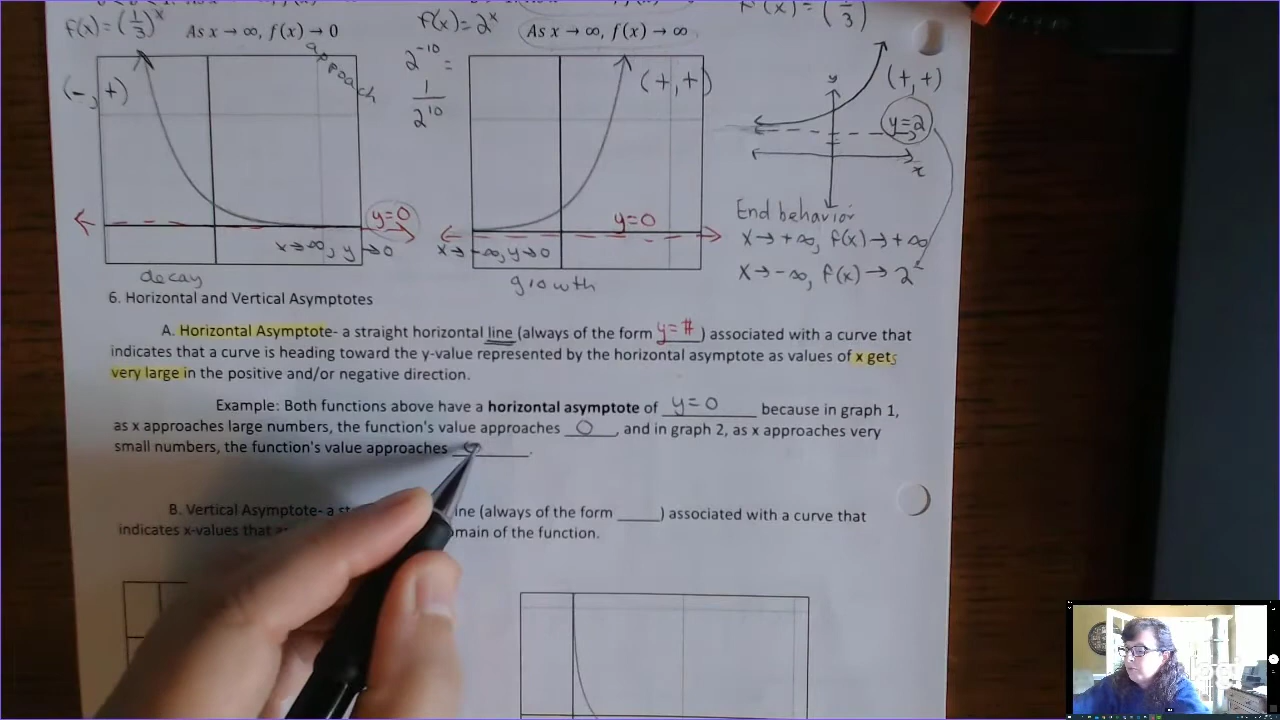 f(x) = (1/3)^x
As x → ∞, f(x) → 0
approach
(-, +)
y=0
x→∞, y→0
decay
f(x) = 2^x
As x → ∞, f(x) → ∞
2^-10 =
1/2^10
(+,+)
y=0
x→-∞, y→0
growth
y
(+,+)
y=2
x
End behavior
x→+∞, f(x)→+∞
x→-∞, f(x)→2
6. Horizontal and Vertical Asymptotes
A. Horizontal Asymptote- a straight horizontal line (always of the form y=#) associated with a curve that
indicates that a curve is heading toward the y-value represented by the horizontal asymptote as values of x gets
very large in the positive and/or negative direction.
Example: Both functions above have a horizontal asymptote of y=0 because in graph 1,
as x approaches large numbers, the function's value approaches 0, and in graph 2, as x approaches very
small numbers, the function's value approaches ______.
B. Vertical Asymptote- a st ine (always of the form _____) associated with a curve that
indicates x-values that main of the function.